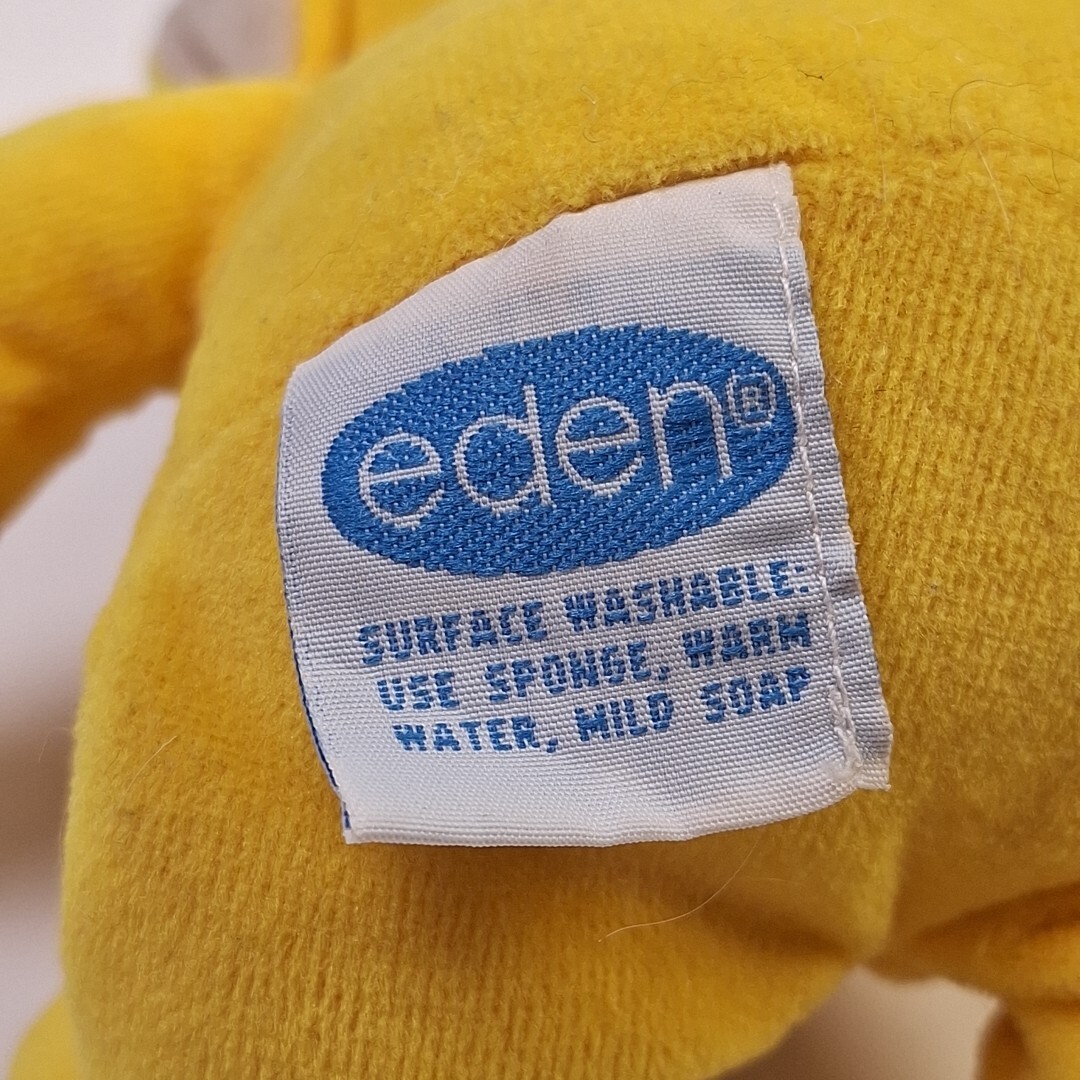 eden®
SURFACE WASHABLE:
USE SPONGE, WARM
WATER, MILD SOAP